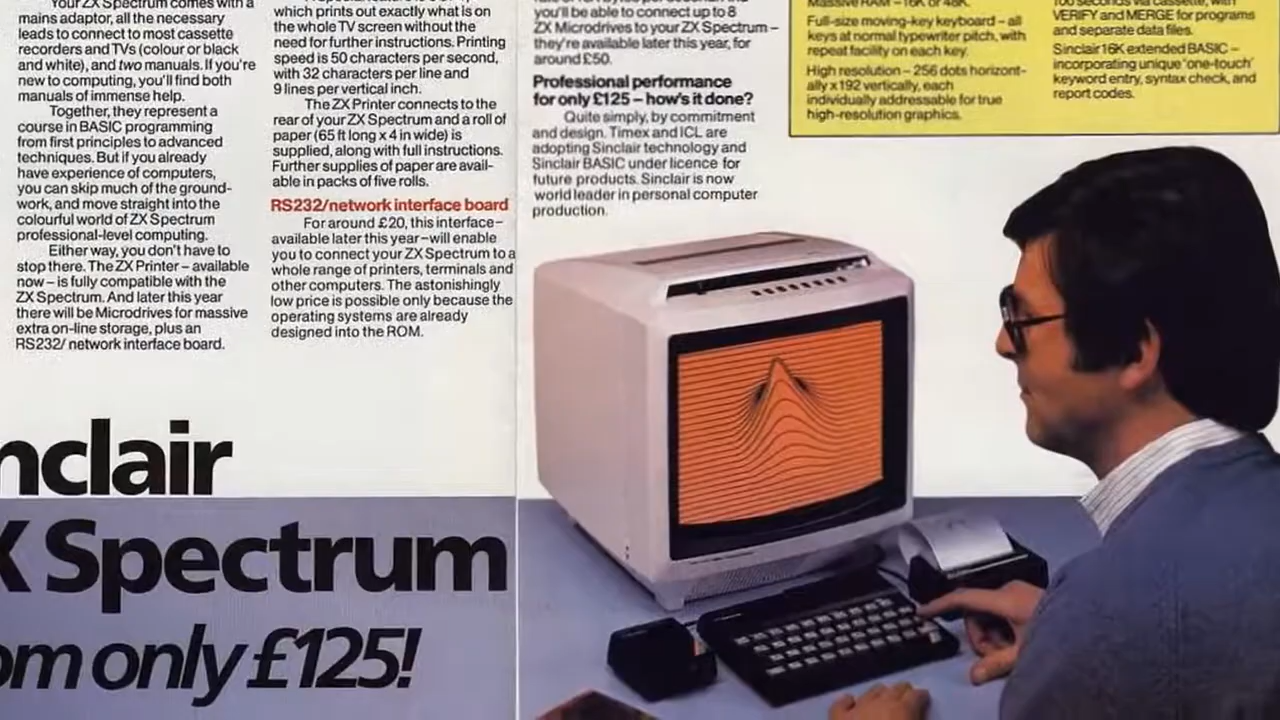 Your ZX Spectrum comes with a
mains adaptor, all the necessary
leads to connect to most cassette
recorders and TVs (colour or black
and white), and two manuals. If you're
new to computing, you'll find both
manuals of immense help.
Together, they represent a
course in BASIC programming
from first principles to advanced
techniques. But if you already
have experience of computers,
you can skip much of the ground-
work, and move straight into the
colourful world of ZX Spectrum
professional-level computing.
Either way, you don't have to
stop there. The ZX Printer – available
now – is fully compatible with the
ZX Spectrum. And later this year
there will be Microdrives for massive
extra on-line storage, plus an
RS232/ network interface board.
which prints out exactly what is on
the whole TV screen without the
need for further instructions. Printing
speed is 50 characters per second,
with 32 characters per line and
9 lines per vertical inch.
The ZX Printer connects to the
rear of your ZX Spectrum and a roll of
paper (65 ft long x 4 in wide) is
supplied, along with full instructions.
Further supplies of paper are avail-
able in packs of five rolls.
RS232/network interface board
For around £20, this interface –
available later this year – will enable
you to connect your ZX Spectrum to a
whole range of printers, terminals and
other computers. The astonishingly
low price is possible only because the
operating systems are already
designed into the ROM.
you'll be able to connect up to 8
ZX Microdrives to your ZX Spectrum –
they're available later this year, for
around £50.
Professional performance
for only £125 – how's it done?
Quite simply, by commitment
and design. Timex and ICL are
adopting Sinclair technology and
Sinclair BASIC under licence for
future products. Sinclair is now
world leader in personal computer
production.
Massive RAM – 16K or 48K.
Full-size moving-key keyboard – all
keys at normal typewriter pitch, with
repeat facility on each key.
High resolution – 256 dots horizont-
ally x 192 vertically, each
individually addressable for true
high-resolution graphics.
100 seconds via cassette, with
VERIFY and MERGE for programs
and separate data files.
Sinclair 16K extended BASIC –
incorporating unique 'one-touch'
keyword entry, syntax check, and
report codes.
nclair
X Spectrum
om only £125!